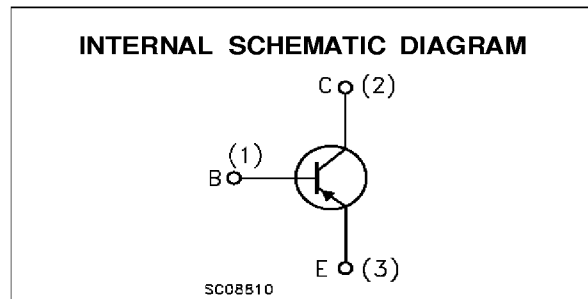 INTERNAL SCHEMATIC DIAGRAM
C (2)
(1)
B
E (3)
SC08810